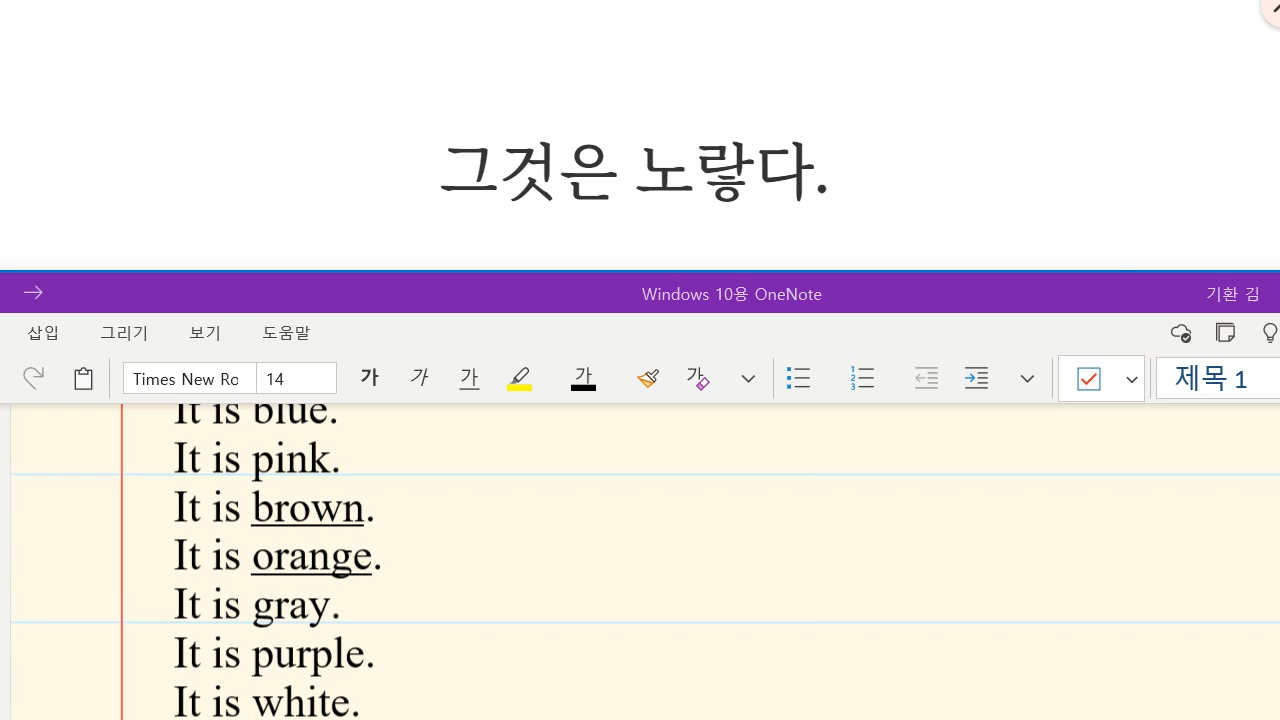 그것은 노랗다.
Windows 10용 OneNote 기환 김
삽입 그리기 보기 도움말
Times New Ro 14 가 가 가 가 가 제목 1
It is blue.
It is pink.
It is brown.
It is orange.
It is gray.
It is purple.
It is white.